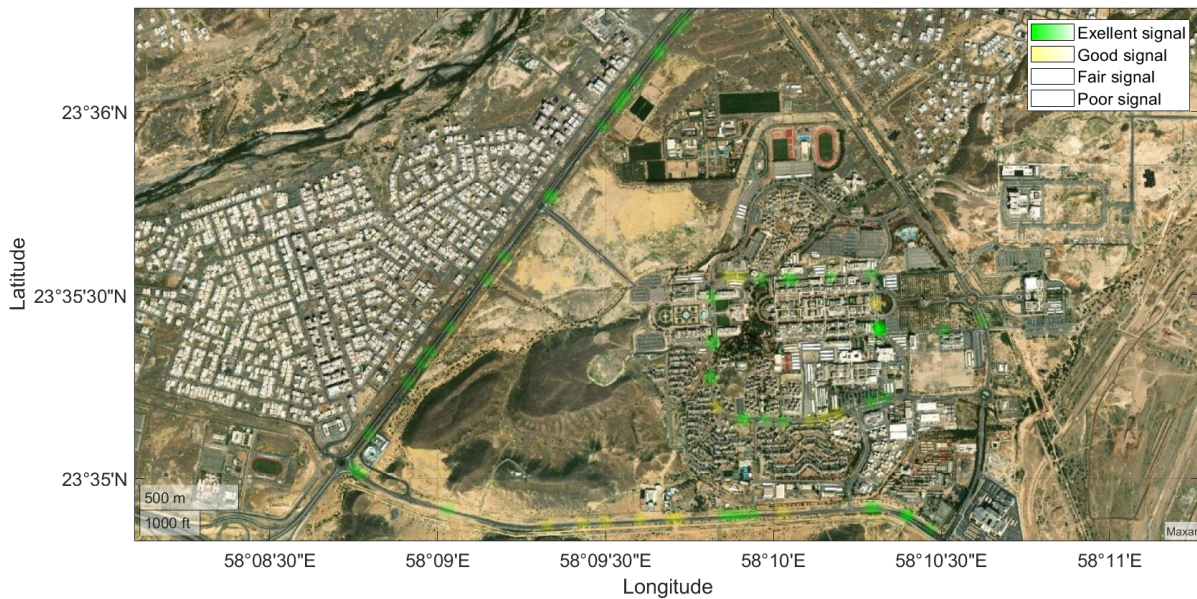 Exellent signal
Good signal
Fair signal
Poor signal
23°36'N
23°35'30"N
23°35'N
Latitude
500 m
1000 ft
Maxar
58°08'30"E
58°09'E
58°09'30"E
58°10'E
58°10'30"E
58°11'E
Longitude